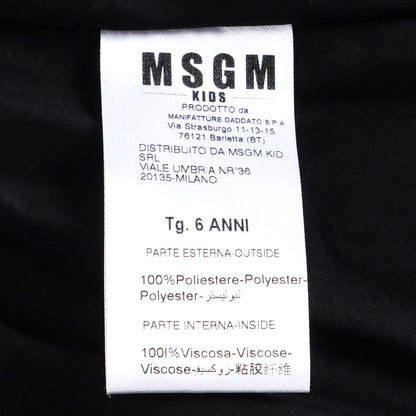 MSGM
KIDS
PRODOTTO da
MANIFATTURE DADDATO S.P.A
Via Strasburgo 11-13-15
76121 Barletta (BT)
DISTRIBUITO DA MSGM KID
SRL
VIALE UMBRIA NR°36
20135-MILANO
Tg. 6 ANNI
PARTE ESTERNA-OUTSIDE
100%Poliestere-Polyester-
Polyester-
PARTE INTERNA-INSIDE
100l%Viscosa-Viscose-
Viscose-زوكسيف-粘胶纤维